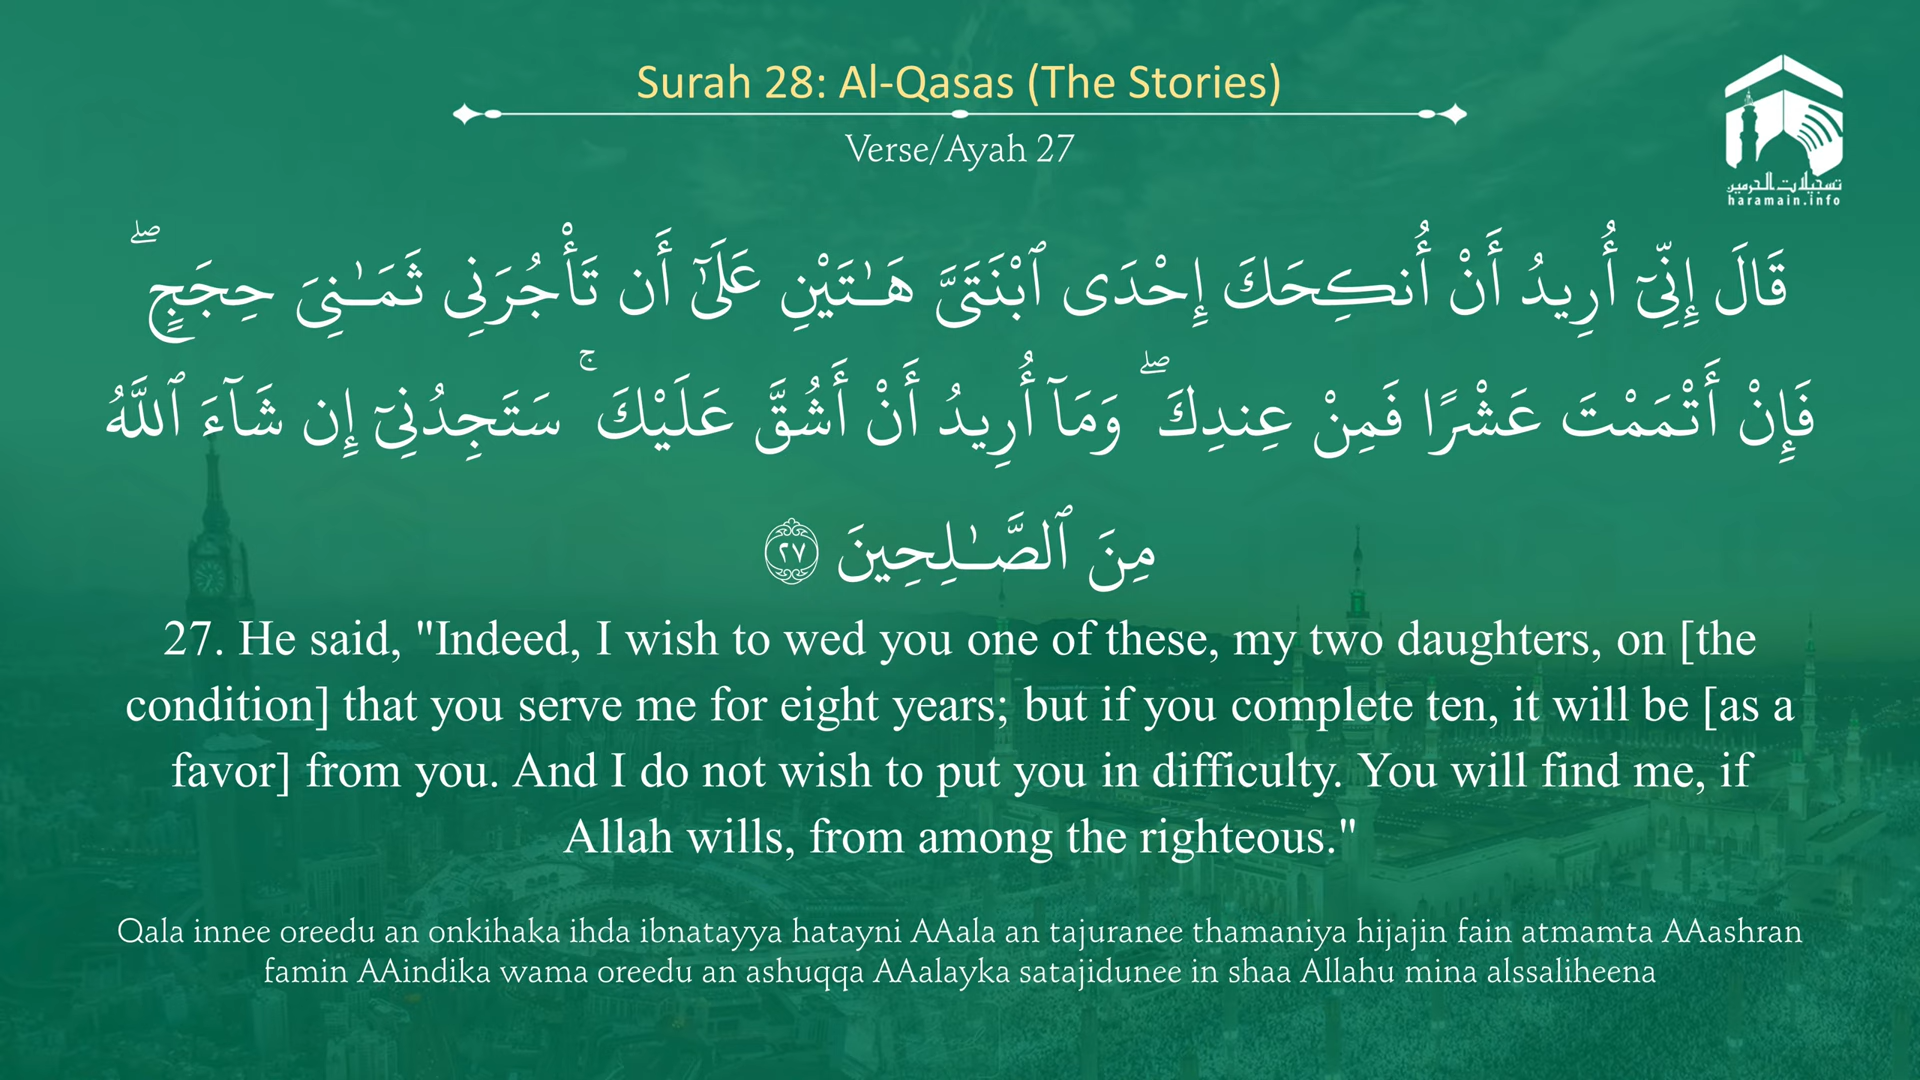 Surah 28: Al-Qasas (The Stories)
Verse/Ayah 27
تسجيلات الحرمين
haramain.info
قَالَ إِنِّىٓ أُرِيدُ أَنْ أُنكِحَكَ إِحْدَى ٱبْنَتَىَّ هَـٰتَيْنِ عَلَىٰٓ أَن تَأْجُرَنِى ثَمَـٰنِىَ حِجَجٍ ۖ
فَإِنْ أَتْمَمْتَ عَشْرًا فَمِنْ عِندِكَ ۖ وَمَآ أُرِيدُ أَنْ أَشُقَّ عَلَيْكَ ۚ سَتَجِدُنِىٓ إِن شَآءَ ٱللَّهُ
مِنَ ٱلصَّـٰلِحِينَ ٢٧
27. He said, "Indeed, I wish to wed you one of these, my two daughters, on [the
condition] that you serve me for eight years; but if you complete ten, it will be [as a
favor] from you. And I do not wish to put you in difficulty. You will find me, if
Allah wills, from among the righteous."
Qala innee oreedu an onkihaka ihda ibnatayya hatayni AAala an tajuranee thamaniya hijajin fain atmamta AAashran
famin AAindika wama oreedu an ashuqqa AAalayka satajidunee in shaa Allahu mina alssaliheena